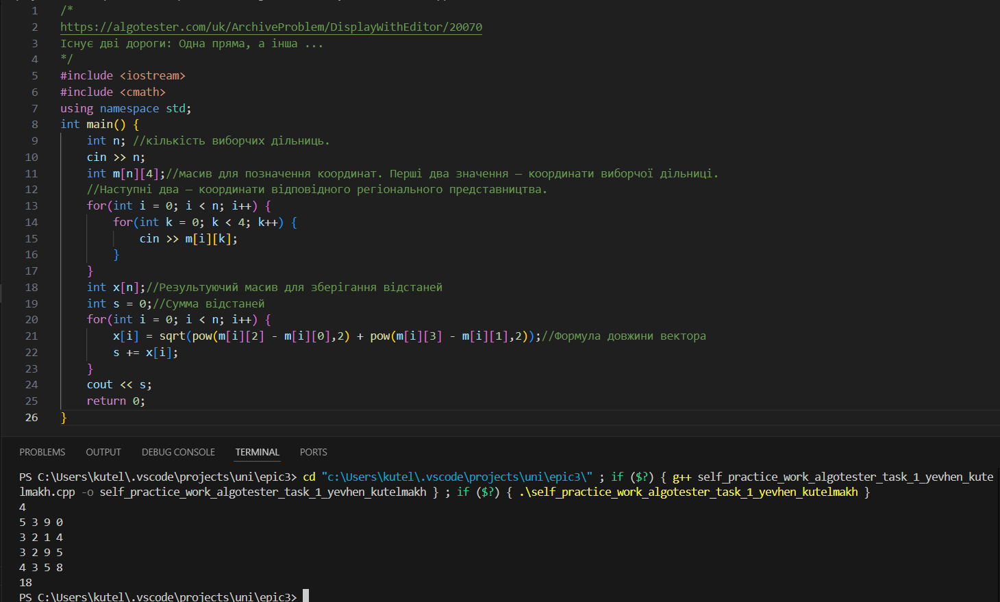 1 /*
2 https://algotester.com/uk/ArchiveProblem/DisplayWithEditor/20070
3 Існує дві дороги: Одна пряма, а інша ...
4 */
5 #include <iostream>
6 #include <cmath>
7 using namespace std;
8 int main() {
9 int n; //кількість виборчих дільниць.
10 cin >> n;
11 int m[n][4];//масив для позначення координат. Перші два значення — координати виборчої дільниці.
12 //Наступні два — координати відповідного регіонального представництва.
13 for(int i = 0; i < n; i++) {
14 for(int k = 0; k < 4; k++) {
15 cin >> m[i][k];
16 }
17 }
18 int x[n];//Результуючий масив для зберігання відстаней
19 int s = 0;//Сумма відстаней
20 for(int i = 0; i < n; i++) {
21 x[i] = sqrt(pow(m[i][2] - m[i][0],2) + pow(m[i][3] - m[i][1],2));//Формула довжини вектора
22 s += x[i];
23 }
24 cout << s;
25 return 0;
26 }
PROBLEMS OUTPUT DEBUG CONSOLE TERMINAL PORTS
PS C:\Users\kutel\.vscode\projects\uni\epic3> cd "c:\Users\kutel\.vscode\projects\uni\epic3\" ; if ($?) { g++ self_practice_work_algotester_task_1_yevhen_kute
lmakh.cpp -o self_practice_work_algotester_task_1_yevhen_kutelmakh } ; if ($?) { .\self_practice_work_algotester_task_1_yevhen_kutelmakh }
4
5 3 9 0
3 2 1 4
3 2 9 5
4 3 5 8
18
PS C:\Users\kutel\.vscode\projects\uni\epic3>